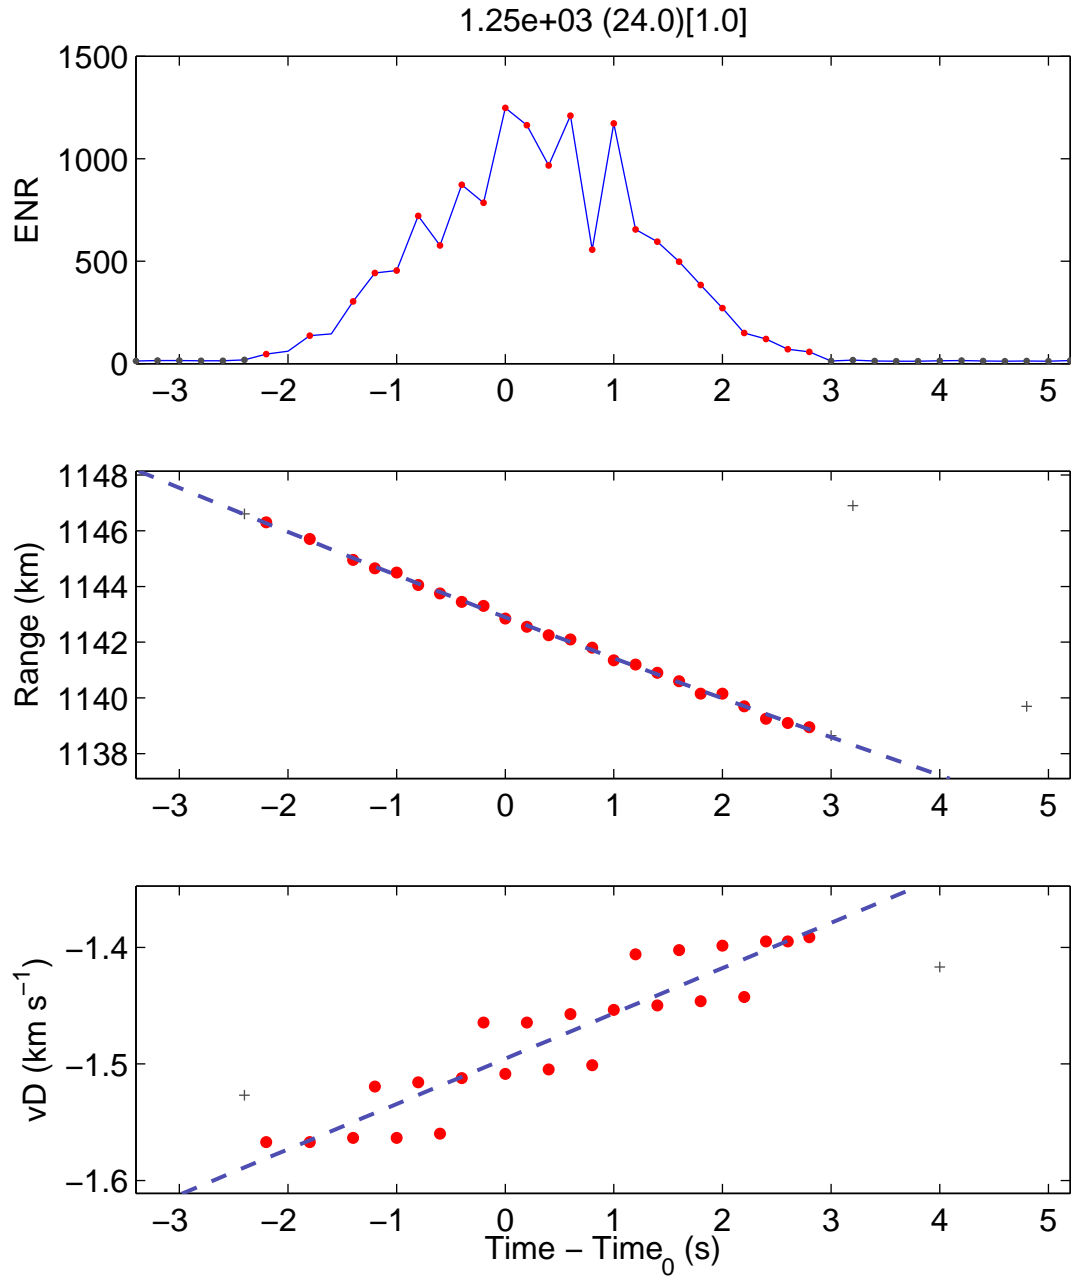 1.25e+03 (24.0)[1.0]
1500
1000
500
0
ENR
−3 −2 −1 0 1 2 3 4 5
1148
1146
1144
1142
1140
1138
Range (km)
−3 −2 −1 0 1 2 3 4 5
−1.4
−1.5
−1.6
vD (km s⁻¹)
−3 −2 −1 0 1 2 3 4 5
Time − Time₀ (s)